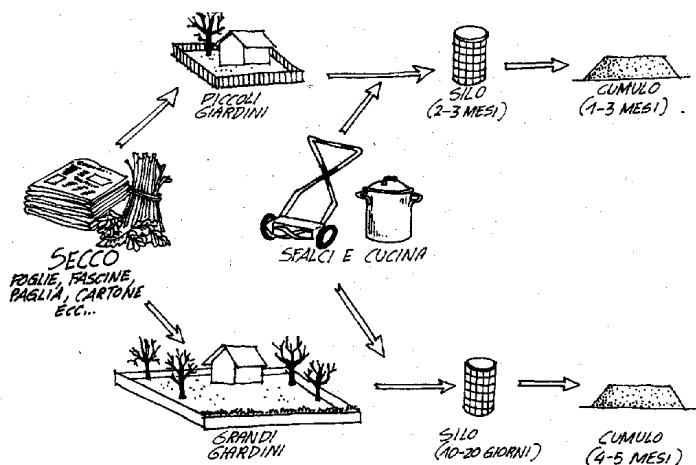 PICCOLI
GIARDINI
SILO
(2-3 MESI)
CUMULO
(1-3 MESI)
SECCO
FOGLIE, FASCINE,
PAGLIA, CARTONE
ECC...
SFALCI E CUCINA
GRANDI
GIARDINI
SILO
(10-20 GIORNI)
CUMULO
(4-5 MESI)